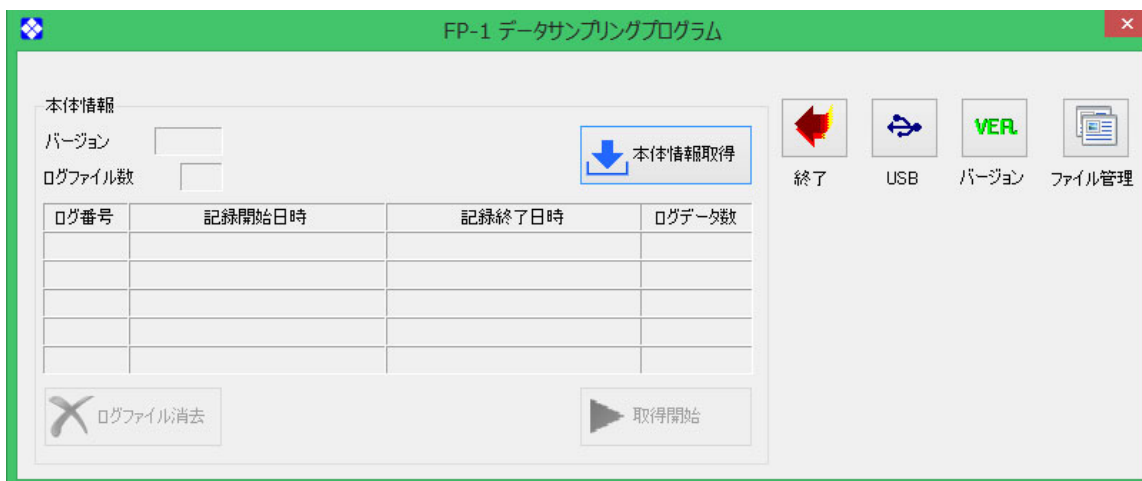 FP-1 データサンプリングプログラム
本体情報
バージョン
本体情報取得
ログファイル数
ログ番号 記録開始日時 記録終了日時 ログデータ数
ログファイル消去
取得開始
VER.
終了 USB バージョン ファイル管理